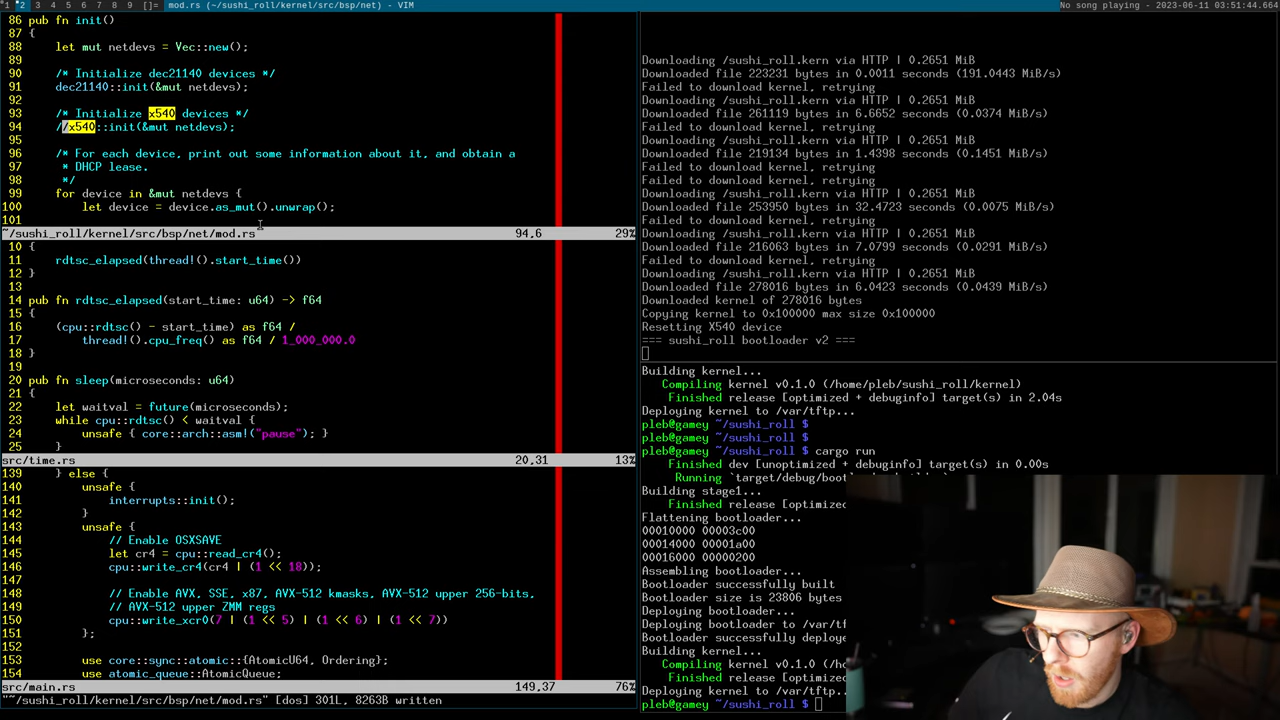 1 2 3 4 5 6 7 8 9 []= mod.rs (~/sushi_roll/kernel/src/bsp/net) - VIM
No song playing - 2023-06-11 03:51:44.664
86 pub fn init()
87 {
88     let mut netdevs = Vec::new();
89
90     /* Initialize dec21140 devices */
91     dec21140::init(&mut netdevs);
92
93     /* Initialize x540 devices */
94     //x540::init(&mut netdevs);
95
96     /* For each device, print out some information about it, and obtain a
97      * DHCP lease.
98      */
99     for device in &mut netdevs {
100         let device = device.as_mut().unwrap();
101
~/sushi_roll/kernel/src/bsp/net/mod.rs 94.6 29%
10 {
11     rdtsc_elapsed(thread!().start_time())
12 }
13
14 pub fn rdtsc_elapsed(start_time: u64) -> f64
15 {
16     (cpu::rdtsc() - start_time) as f64 /
17         thread!().cpu_freq() as f64 / 1_000_000.0
18 }
19
20 pub fn sleep(microseconds: u64)
21 {
22     let waitval = future(microseconds);
23     while cpu::rdtsc() < waitval {
24         unsafe { core::arch::asm!("pause"); }
25     }
src/time.rs 20,31 13%
139     } else {
140         unsafe {
141             interrupts::init();
142         }
143         unsafe {
144             // Enable OSXSAVE
145             let cr4 = cpu::read_cr4();
146             cpu::write_cr4(cr4 | (1 << 18));
147
148             // Enable AVX, SSE, x87, AVX-512 kmasks, AVX-512 upper 256-bits,
149             // AVX-512 upper ZMM regs
150             cpu::write_xcr0(7 | (1 << 5) | (1 << 6) | (1 << 7))
151         };
152
153         use core::sync::atomic::{AtomicU64, Ordering};
154         use atomic_queue::AtomicQueue;
src/main.rs 149,37 76%
"~/sushi_roll/kernel/src/bsp/net/mod.rs" [dos] 301L, 8263B written
Downloading /sushi_roll.kern via HTTP | 0.2651 MiB
Downloaded file 223231 bytes in 0.0011 seconds (191.0443 MiB/s)
Failed to download kernel, retrying
Downloading /sushi_roll.kern via HTTP | 0.2651 MiB
Downloaded file 261119 bytes in 6.6652 seconds (0.0374 MiB/s)
Failed to download kernel, retrying
Downloading /sushi_roll.kern via HTTP | 0.2651 MiB
Downloaded file 219134 bytes in 1.4398 seconds (0.1451 MiB/s)
Failed to download kernel, retrying
Failed to download kernel, retrying
Downloading /sushi_roll.kern via HTTP | 0.2651 MiB
Downloaded file 253950 bytes in 32.4723 seconds (0.0075 MiB/s)
Failed to download kernel, retrying
Downloading /sushi_roll.kern via HTTP | 0.2651 MiB
Downloaded file 216063 bytes in 7.0799 seconds (0.0291 MiB/s)
Failed to download kernel, retrying
Downloading /sushi_roll.kern via HTTP | 0.2651 MiB
Downloaded file 278016 bytes in 6.0423 seconds (0.0439 MiB/s)
Downloaded kernel of 278016 bytes
Copying kernel to 0x100000 max size 0x100000
Resetting X540 device
=== sushi_roll bootloader v2 ===
Building kernel...
Compiling kernel v0.1.0 (/home/pleb/sushi_roll/kernel)
Finished release [optimized + debuginfo] target(s) in 2.04s
Deploying kernel to /var/tftp...
pleb@gamey ~/sushi_roll $
pleb@gamey ~/sushi_roll $
pleb@gamey ~/sushi_roll $ cargo run
Finished dev [unoptimized + debuginfo] target(s) in 0.00s
Running `target/debug/boot
Building stage1...
Finished release [optimized
Flattening bootloader...
00010000 00003c00
00014000 00001a00
00016000 00000200
Assembling bootloader...
Bootloader successfully built
Bootloader size is 23806 bytes
Deploying bootloader...
Deploying bootloader to /var/tf
Bootloader successfully deploye
Building kernel...
Compiling kernel v0.1.0 (/ho
Finished release [optimized
Deploying kernel to /var/tftp..
pleb@gamey ~/sushi_roll $